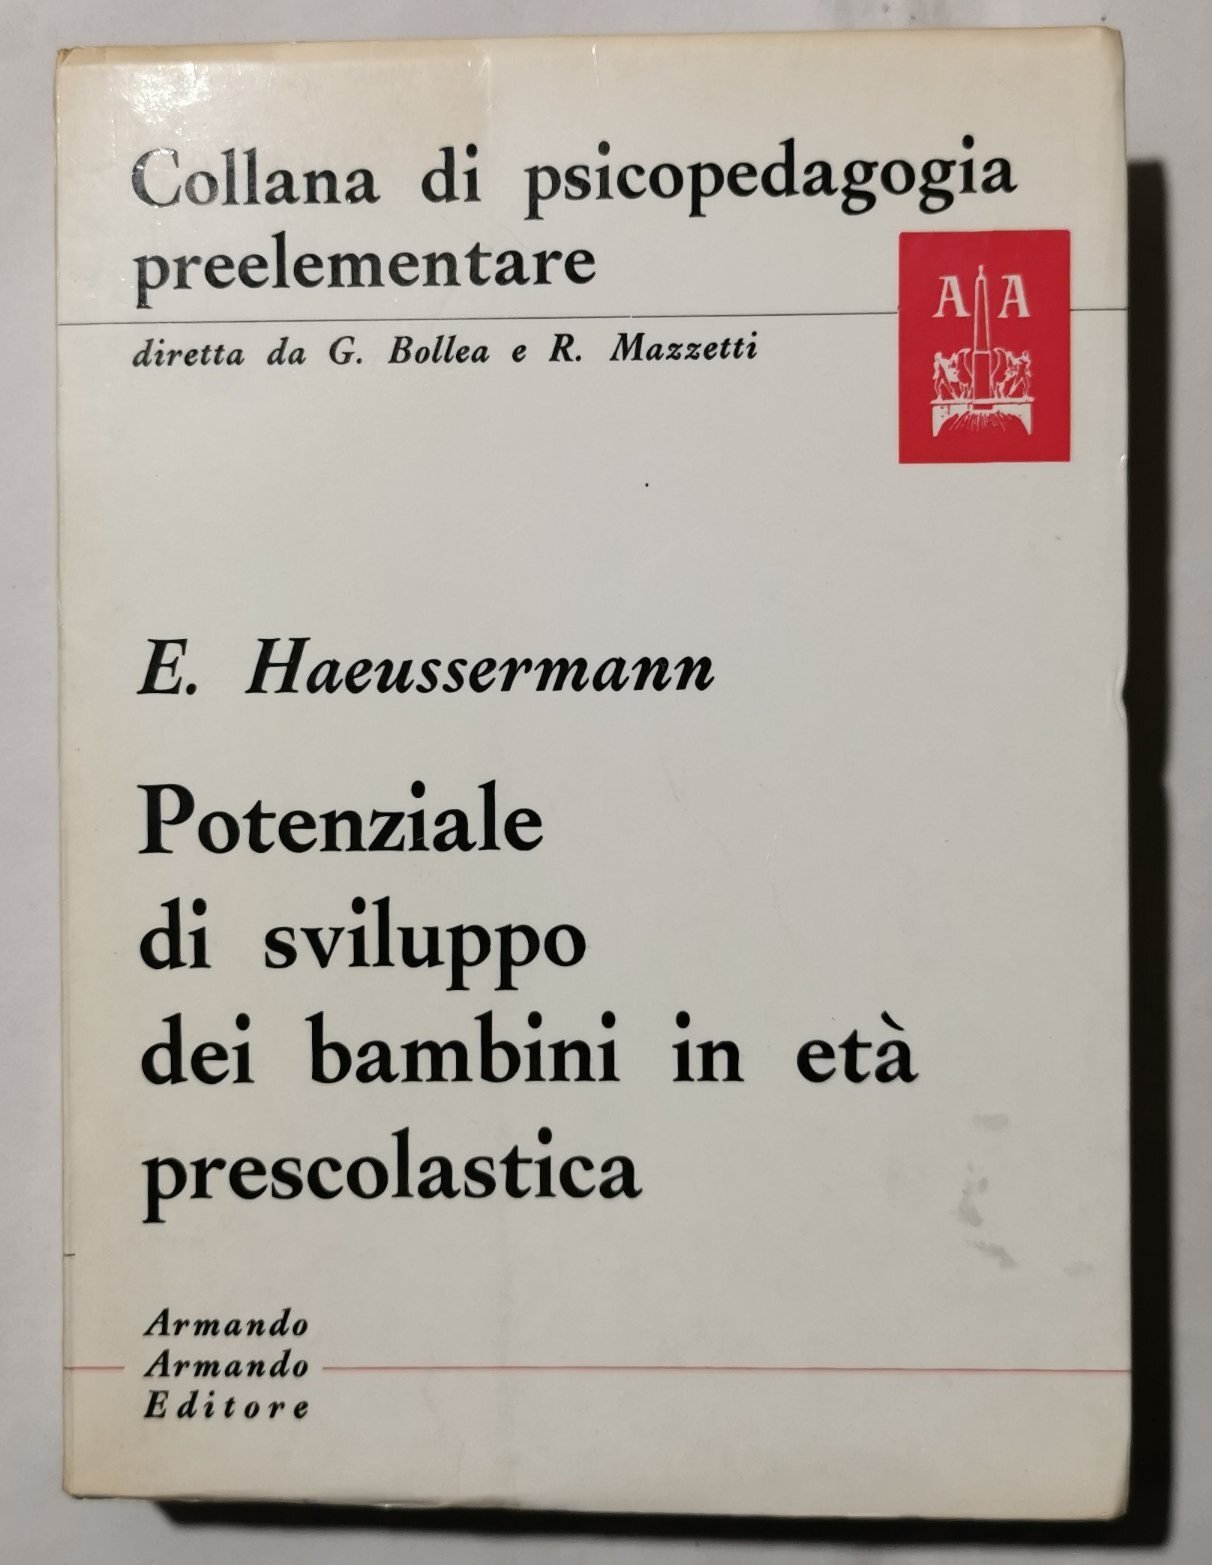 Collana di psicopedagogia
preelementare
diretta da G. Bollea e R. Mazzetti
A A
E. Haeussermann
Potenziale
di sviluppo
dei bambini in età
prescolastica
Armando
Armando
Editore